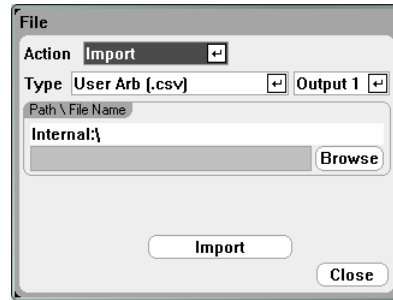 File
Action Import
Type User Arb (.csv) Output 1
Path \ File Name
Internal:\
Browse
Import
Close